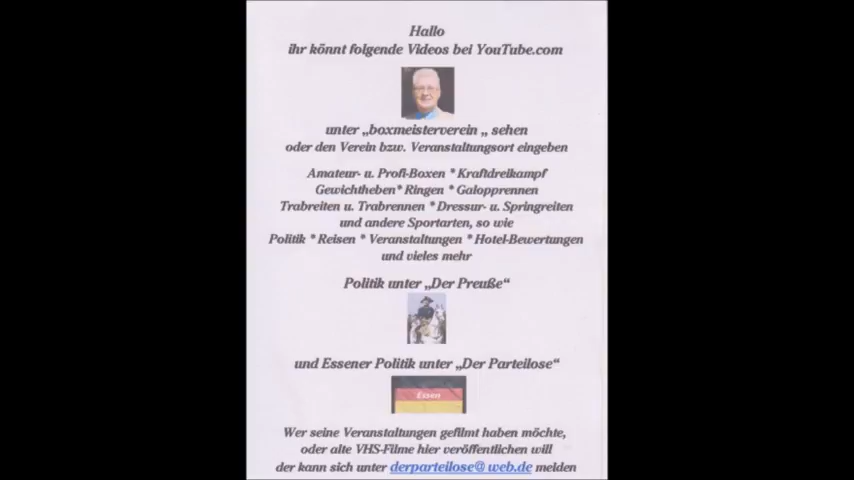 Hallo
ihr könnt folgende Videos bei YouTube.com
unter „boxmeisterverein „ sehen
oder den Verein bzw. Veranstaltungsort eingeben
Amateur- u. Profi-Boxen * Kraftdreikampf
Gewichtheben* Ringen * Galopprennen
Trabreiten u. Trabrennen * Dressur- u. Springreiten
und andere Sportarten, so wie
Politik * Reisen * Veranstaltungen * Hotel-Bewertungen
und vieles mehr
Politik unter „Der Preuße“
und Essener Politik unter „Der Parteilose“
Essen
Wer seine Veranstaltungen gefilmt haben möchte,
oder alte VHS-Filme hier veröffentlichen will
der kann sich unter derparteilose@web.de melden